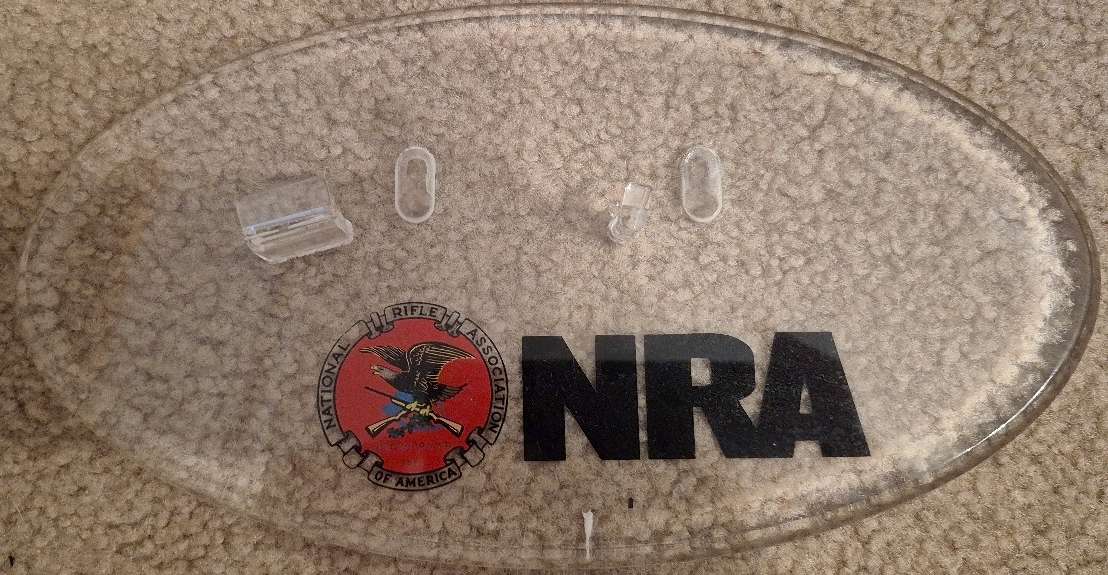 NATIONAL RIFLE ASSOCIATION
OF AMERICA
NRA